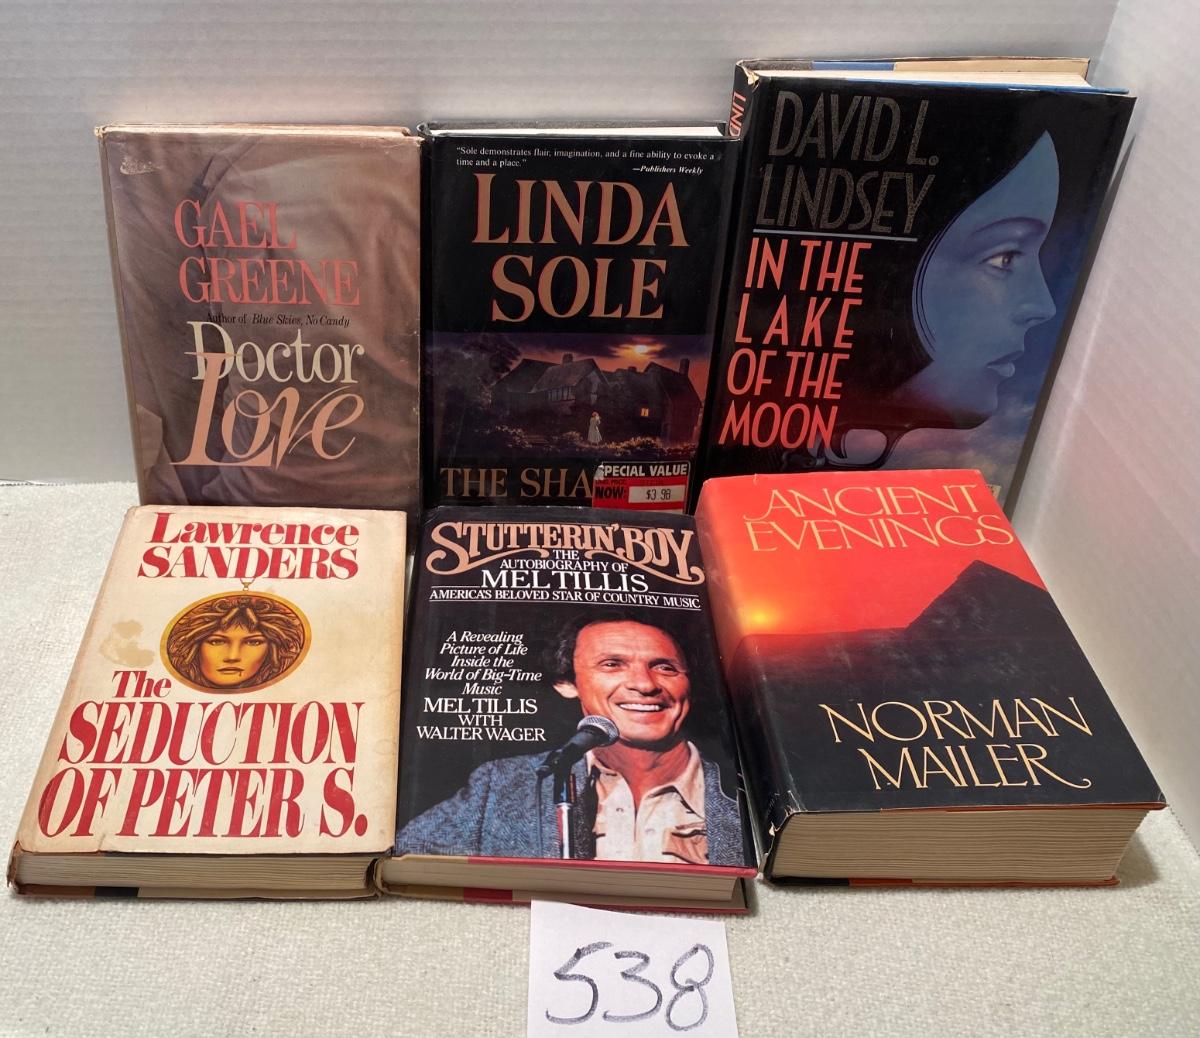 GAEL
GREENE
Author of Blue Skies, No Candy
Doctor
Love
"Sole demonstrates flair, imagination, and a fine ability to evoke a
time and a place."
—Publishers Weekly
LINDA
SOLE
THE SHA
SPECIAL VALUE
NOW: $3.98
LIND
DAVID L.
LINDSEY
IN THE
LAKE
OF THE
MOON
Lawrence
SANDERS
The
SEDUCTION
OF PETER S.
STUTTERIN' BOY
THE
AUTOBIOGRAPHY OF
MEL TILLIS
AMERICA'S BELOVED STAR OF COUNTRY MUSIC
A Revealing
Picture of Life
Inside the
World of Big-Time
Music
MEL TILLIS
WITH
WALTER WAGER
ANCIENT
EVENINGS
NORMAN
MAILER
538